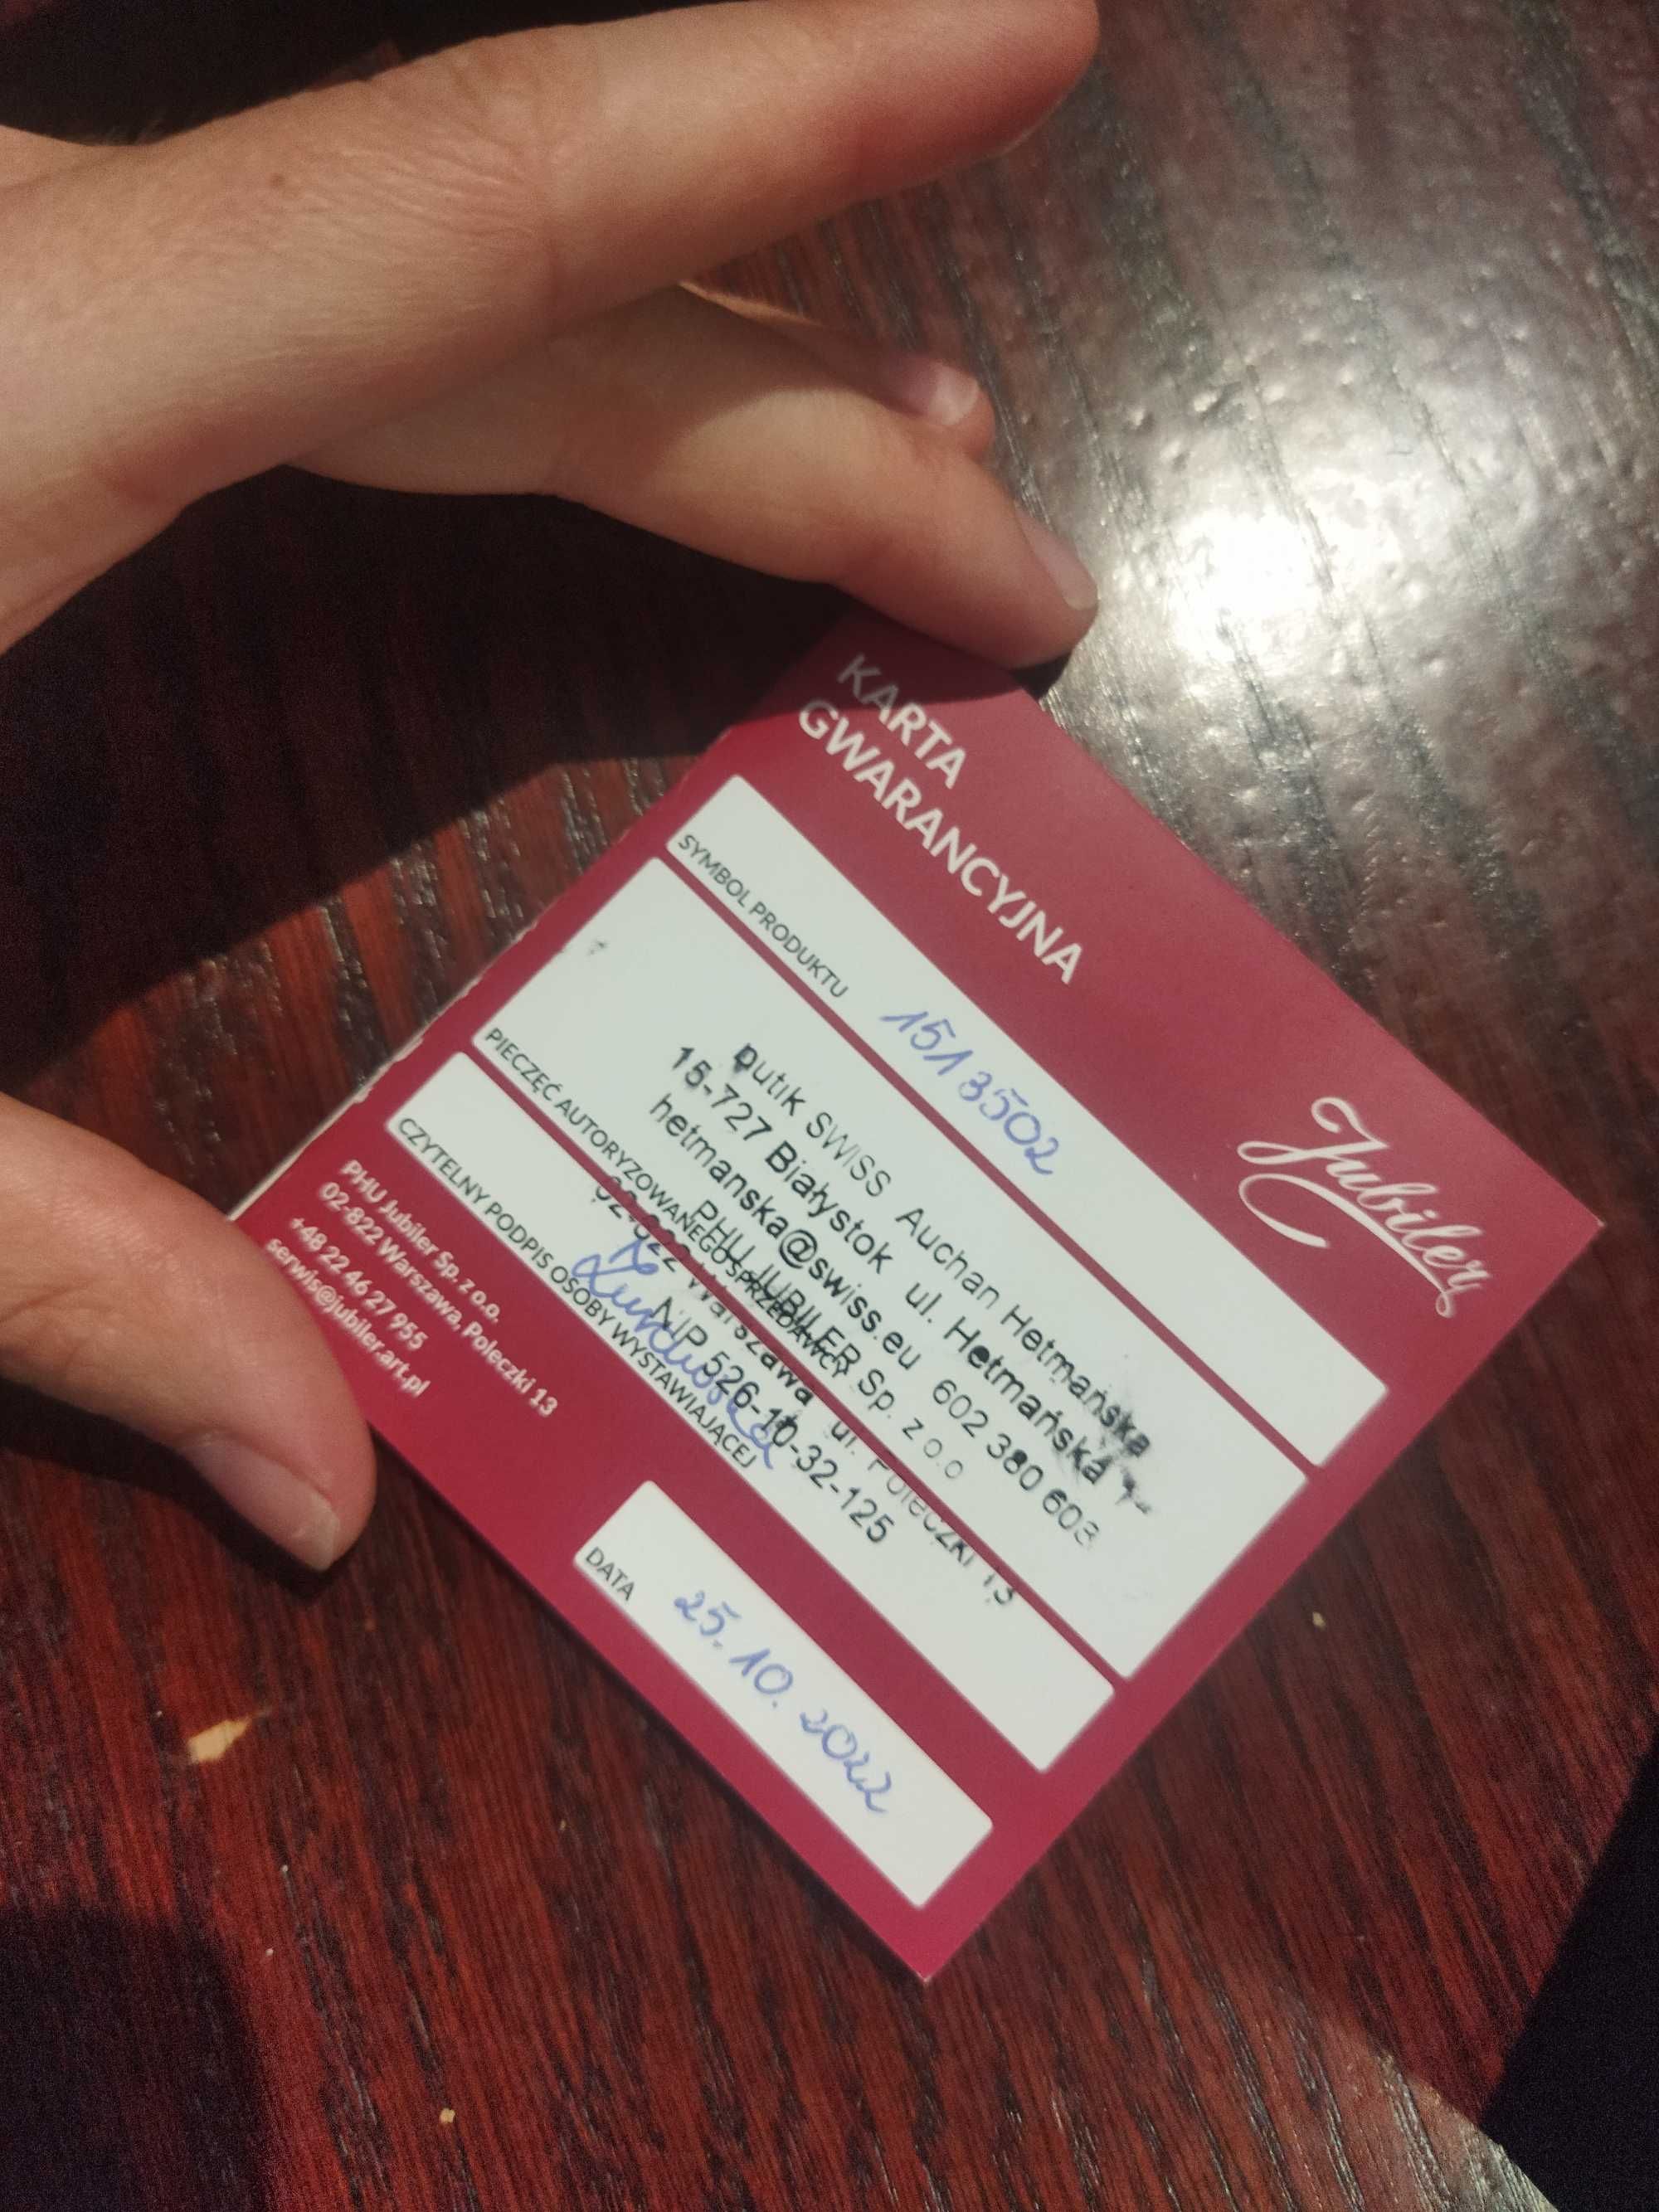 KARTA
GWARANCYJNA
Jubiler
SYMBOL PRODUKTU 1513502
butik SWISS Auchan Hetmańska
15-727 Białystok ul. Hetmańska
hetmanska@swiss.eu 602 380 603
PHU JUBILER Sp. z o.o
02-822 Warszawa ul. Poleczki 13
NIP 526-10-32-125
PIECZĘĆ AUTORYZOWANEGO SPRZEDAWCY
CZYTELNY PODPIS OSOBY WYSTAWIAJĄCEJ
DATA 25.10.2022
PHU Jubiler Sp. z o.o.
02-822 Warszawa, Poleczki 13
+48 22 46 27 955
serwis@jubiler.art.pl